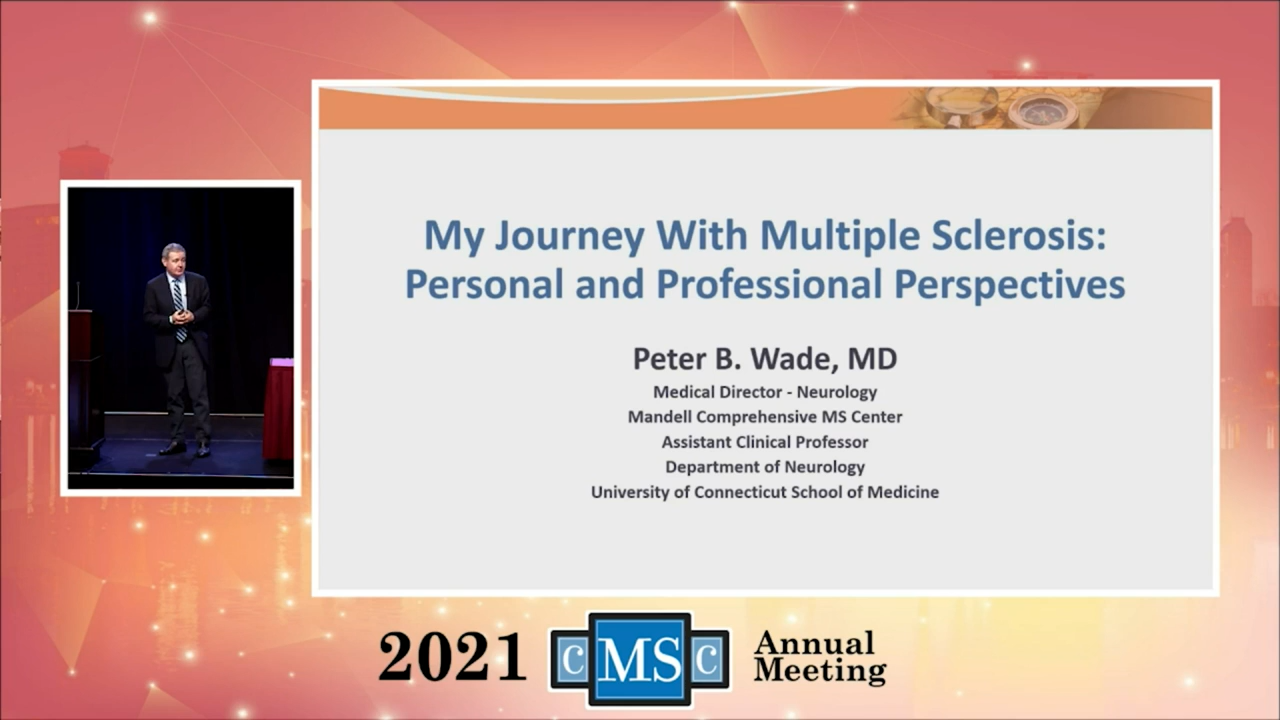 My Journey With Multiple Sclerosis:
Personal and Professional Perspectives
Peter B. Wade, MD
Medical Director - Neurology
Mandell Comprehensive MS Center
Assistant Clinical Professor
Department of Neurology
University of Connecticut School of Medicine
2021 C MS C Annual
Meeting